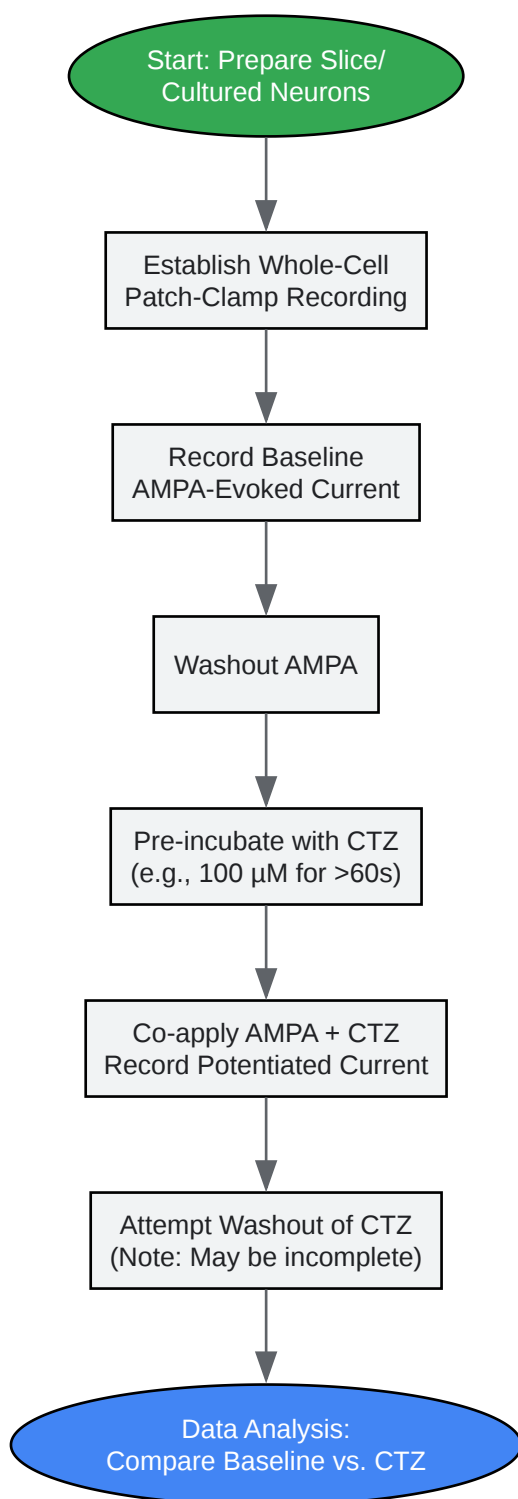 Start: Prepare Slice/
Cultured Neurons
Establish Whole-Cell
Patch-Clamp Recording
Record Baseline
AMPA-Evoked Current
Washout AMPA
Pre-incubate with CTZ
(e.g., 100 µM for >60s)
Co-apply AMPA + CTZ
Record Potentiated Current
Attempt Washout of CTZ
(Note: May be incomplete)
Data Analysis:
Compare Baseline vs. CTZ